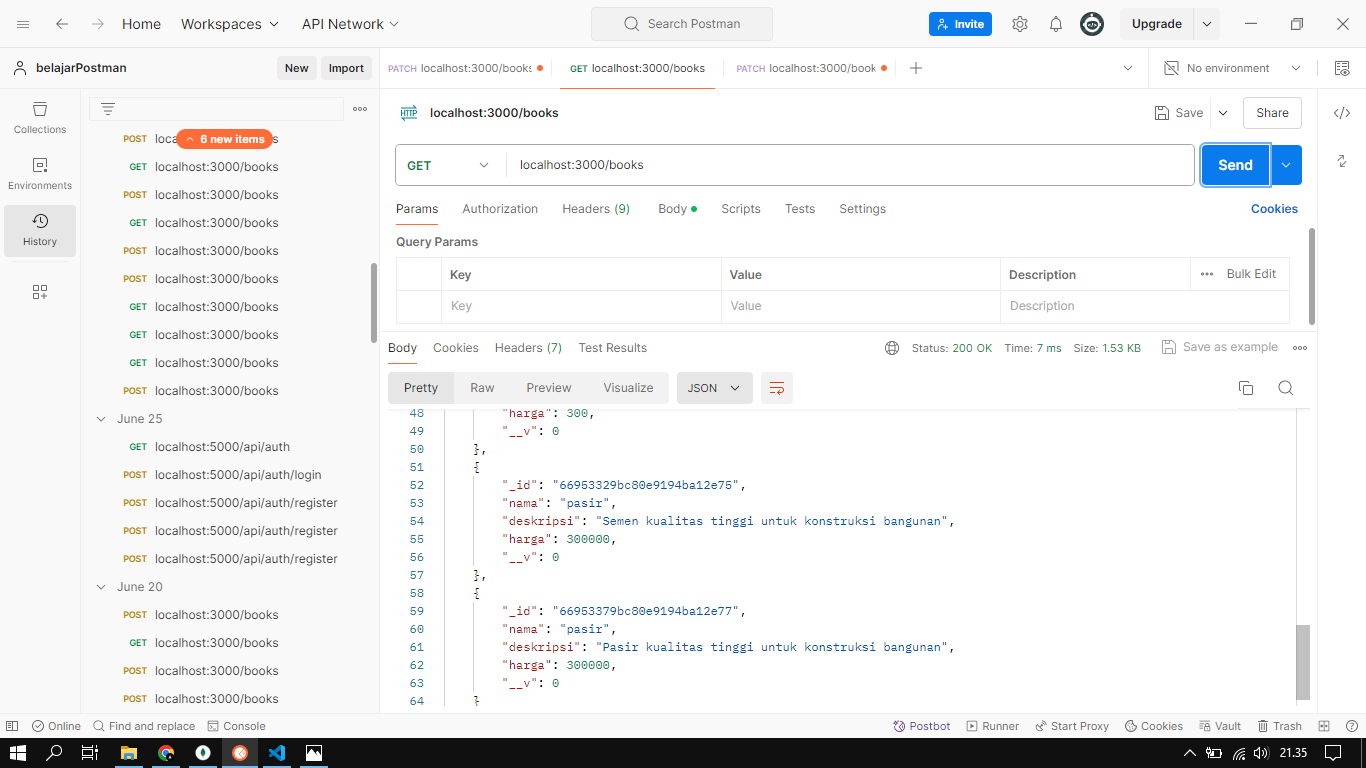 Home Workspaces API Network Search Postman Invite Upgrade
belajarPostman New Import PATCH localhost:3000/books GET localhost:3000/books PATCH localhost:3000/book No environment
Collections
Environments
History
6 new items
POST loca s
GET localhost:3000/books
POST localhost:3000/books
GET localhost:3000/books
POST localhost:3000/books
POST localhost:3000/books
GET localhost:3000/books
GET localhost:3000/books
GET localhost:3000/books
POST localhost:3000/books
June 25
GET localhost:5000/api/auth
POST localhost:5000/api/auth/login
POST localhost:5000/api/auth/register
POST localhost:5000/api/auth/register
POST localhost:5000/api/auth/register
June 20
POST localhost:3000/books
GET localhost:3000/books
POST localhost:3000/books
POST localhost:3000/books
HTTP localhost:3000/books Save Share
GET localhost:3000/books Send
Params Authorization Headers (9) Body Scripts Tests Settings Cookies
Query Params
Key Value Description Bulk Edit
Key Value Description
Body Cookies Headers (7) Test Results Status: 200 OK Time: 7 ms Size: 1.53 KB Save as example
Pretty Raw Preview Visualize JSON
48 "harga": 300,
49 "__v": 0
50 },
51 {
52 "_id": "66953329bc80e9194ba12e75",
53 "nama": "pasir",
54 "deskripsi": "Semen kualitas tinggi untuk konstruksi bangunan",
55 "harga": 300000,
56 "__v": 0
57 },
58 {
59 "_id": "66953379bc80e9194ba12e77",
60 "nama": "pasir",
61 "deskripsi": "Pasir kualitas tinggi untuk konstruksi bangunan",
62 "harga": 300000,
63 "__v": 0
64 }
Online Find and replace Console Postbot Runner Start Proxy Cookies Vault Trash
21.35